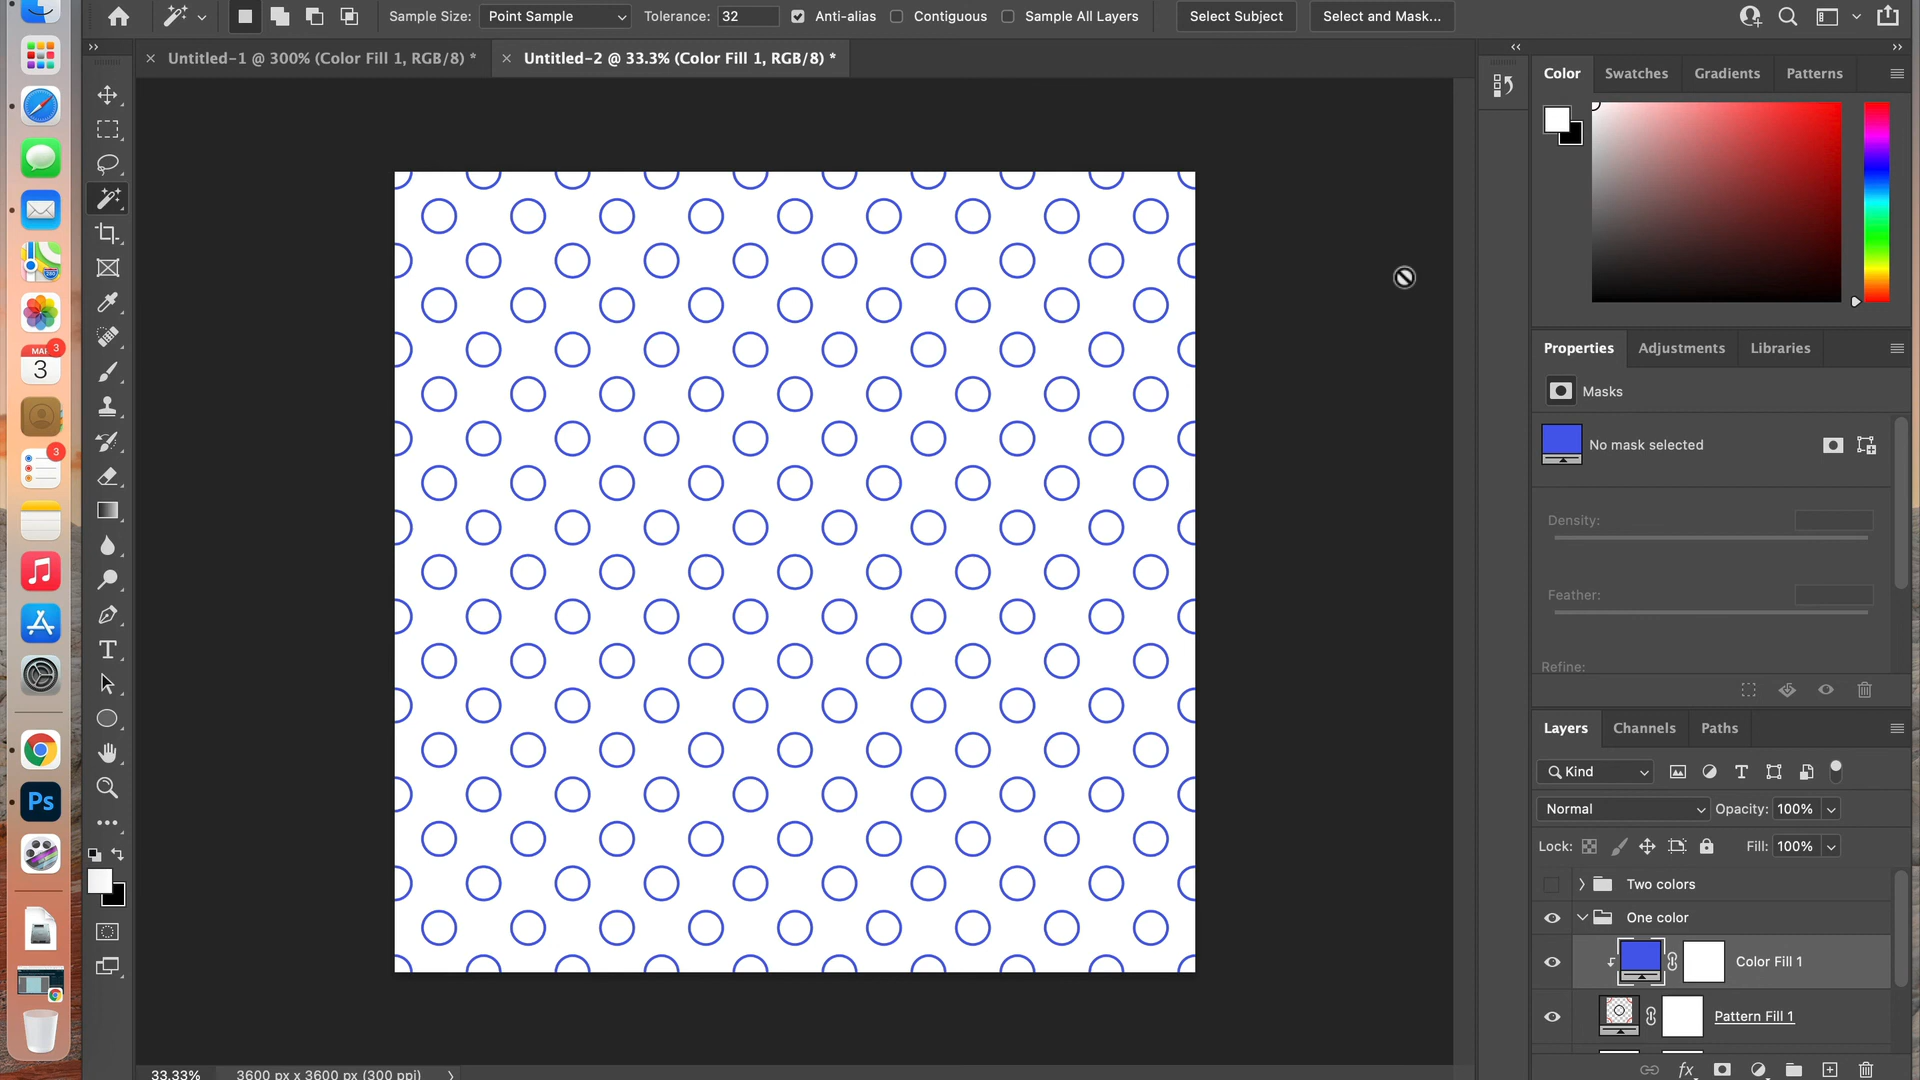 Sample Size: Point Sample Tolerance: 32 Anti-alias Contiguous Sample All Layers Select Subject Select and Mask...
Untitled-1 @ 300% (Color Fill 1, RGB/8) * Untitled-2 @ 33.3% (Color Fill 1, RGB/8) *
Color Swatches Gradients Patterns
Properties Adjustments Libraries
MAR 3
3
Masks
No mask selected
3
Density:
Feather:
Refine:
Layers Channels Paths
Kind
Ps
Normal Opacity: 100%
Lock: Fill: 100%
Two colors
One color
Color Fill 1
Pattern Fill 1
fx
33.33% 3600 px x 3600 px (300 ppi)